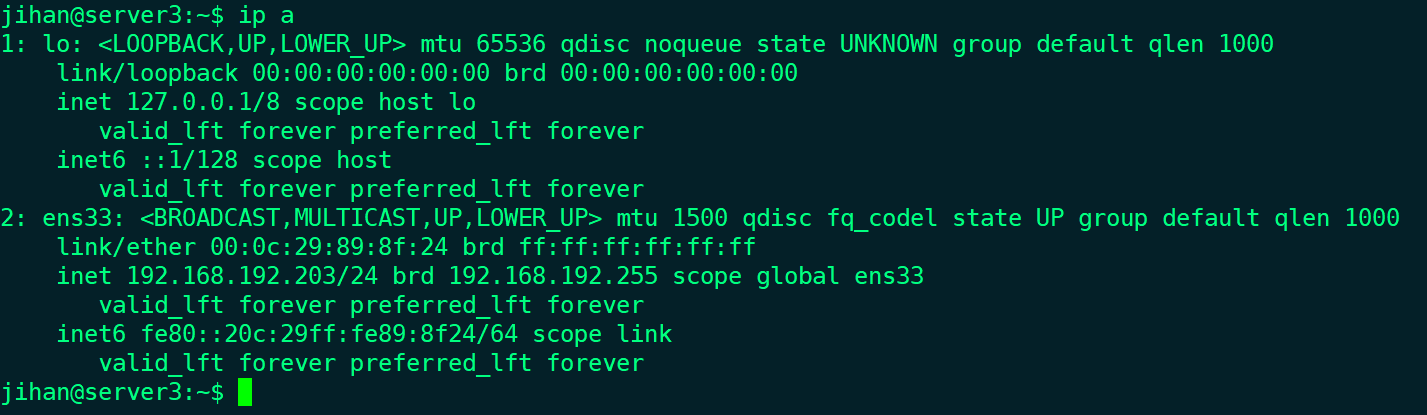 jihan@server3:~$ ip a
1: lo: <LOOPBACK,UP,LOWER_UP> mtu 65536 qdisc noqueue state UNKNOWN group default qlen 1000
    link/loopback 00:00:00:00:00:00 brd 00:00:00:00:00:00
    inet 127.0.0.1/8 scope host lo
       valid_lft forever preferred_lft forever
    inet6 ::1/128 scope host
       valid_lft forever preferred_lft forever
2: ens33: <BROADCAST,MULTICAST,UP,LOWER_UP> mtu 1500 qdisc fq_codel state UP group default qlen 1000
    link/ether 00:0c:29:89:8f:24 brd ff:ff:ff:ff:ff:ff
    inet 192.168.192.203/24 brd 192.168.192.255 scope global ens33
       valid_lft forever preferred_lft forever
    inet6 fe80::20c:29ff:fe89:8f24/64 scope link
       valid_lft forever preferred_lft forever
jihan@server3:~$